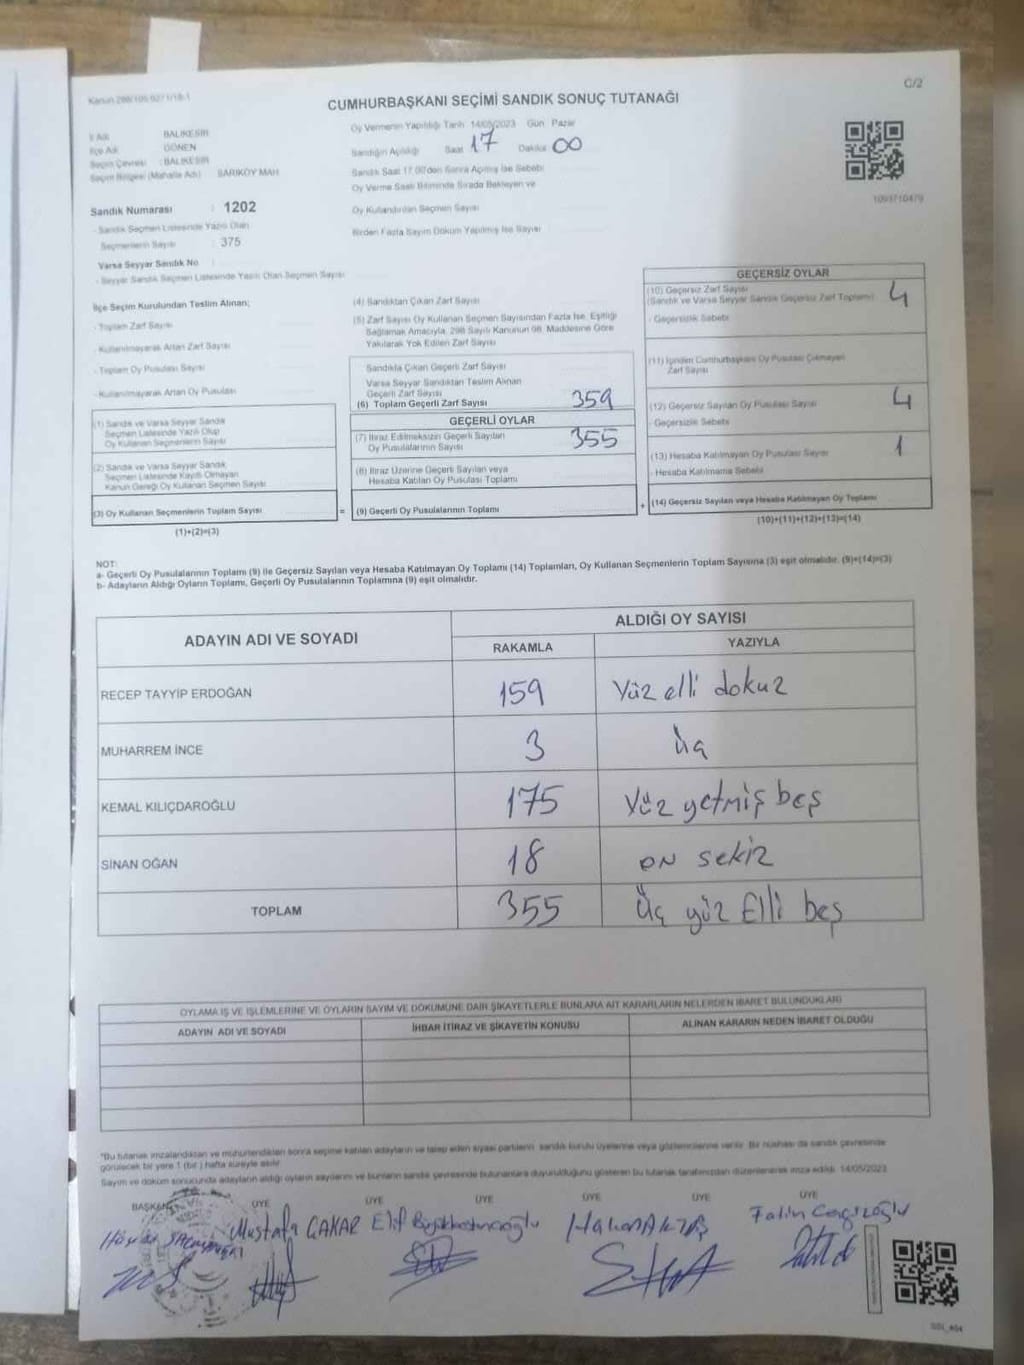 C/2
CUMHURBAŞKANI SEÇİMİ SANDIK SONUÇ TUTANAĞI
İl Adı BALIKESİR
İlçe Adı GÖNEN
Seçim Çevresi : BALIKESİR
Seçim Bölgesi (Mahalle Adı) SARIKÖY MAH.
Sandık Numarası : 1202
- Sandık Seçmen Listesinde Yazılı Olan
Seçmenlerin Sayısı : 375
Varsa Seyyar Sandık No
- Seyyar Sandık Seçmen Listesinde Yazılı Olan Seçmen Sayısı
Oy Vermenin Yapıldığı Tarih 14/05/2023 Gün Pazar
Sandığın Açıldığı Saat 17 Dakika 00
Sandık Saat 17.00'den Sonra Açılmış İse Sebebi
Oy Verme Saati Bitiminde Sırada Bekleyen ve
Oy Kullandırılan Seçmen Sayısı
Birden Fazla Sayım Döküm Yapılmış İse Sayısı
1093710479
İlçe Seçim Kurulundan Teslim Alınan;
- Toplam Zarf Sayısı
- Kullanılmayarak Artan Zarf Sayısı
- Toplam Oy Pusulası Sayısı
- Kullanılmayarak Artan Oy Pusulası
(1) Sandık ve Varsa Seyyar Sandık
Seçmen Listesinde Yazılı Olup
Oy Kullanan Seçmenlerin Sayısı
(2) Sandık ve Varsa Seyyar Sandık
Seçmen Listesinde Kayıtlı Olmayan
Kanun Gereği Oy Kullanan Seçmen Sayısı
(3) Oy Kullanan Seçmenlerin Toplam Sayısı
(1)+(2)=(3)
(4) Sandıktan Çıkan Zarf Sayısı
(5) Zarf Sayısı Oy Kullanan Seçmen Sayısından Fazla İse, Eşitliği
Sağlamak Amacıyla, 298 Sayılı Kanunun 98. Maddesine Göre
Yakılarak Yok Edilen Zarf Sayısı
Sandıkta Çıkan Geçerli Zarf Sayısı
Varsa Seyyar Sandıktan Teslim Alınan
Geçerli Zarf Sayısı
(6) Toplam Geçerli Zarf Sayısı 359
GEÇERLİ OYLAR
(7) İtiraz Edilmeksizin Geçerli Sayılan
Oy Pusulalarının Sayısı 355
(8) İtiraz Üzerine Geçerli Sayılan veya
Hesaba Katılan Oy Pusulası Toplamı
= (9) Geçerli Oy Pusulalarının Toplamı
GEÇERSİZ OYLAR
(10) Geçersiz Zarf Sayısı
(Sandık ve Varsa Seyyar Sandık Geçersiz Zarf Toplamı) 4
- Geçersizlik Sebebi
(11) İçinden Cumhurbaşkanı Oy Pusulası Çıkmayan
Zarf Sayısı
(12) Geçersiz Sayılan Oy Pusulası Sayısı 4
- Geçersizlik Sebebi
(13) Hesaba Katılmayan Oy Pusulası Sayısı 1
- Hesaba Katılmama Sebebi
+ (14) Geçersiz Sayılan veya Hesaba Katılmayan Oy Toplamı
(10)+(11)+(12)+(13)=(14)
NOT:
a- Geçerli Oy Pusulalarının Toplamı (9) ile Geçersiz Sayılan veya Hesaba Katılmayan Oy Toplamı (14) Toplamları, Oy Kullanan Seçmenlerin Toplam Sayısına (3) eşit olmalıdır. (9)+(14)=(3)
b- Adayların Aldığı Oyların Toplamı, Geçerli Oy Pusulalarının Toplamına (9) eşit olmalıdır.
ADAYIN ADI VE SOYADI
ALDIĞI OY SAYISI
RAKAMLA YAZIYLA
RECEP TAYYİP ERDOĞAN 159 Yüz elli dokuz
MUHARREM İNCE 3 üç
KEMAL KILIÇDAROĞLU 175 Yüz yetmiş beş
SİNAN OĞAN 18 on sekiz
TOPLAM 355 Üç yüz Elli beş
OYLAMA İŞ VE İŞLEMLERİNE VE OYLARIN SAYIM VE DÖKÜMÜNE DAİR ŞİKAYETLERLE BUNLARA AİT KARARLARIN NELERDEN İBARET BULUNDUKLARI
ADAYIN ADI VE SOYADI İHBAR İTİRAZ VE ŞİKAYETİN KONUSU ALINAN KARARIN NEDEN İBARET OLDUĞU
*Bu tutanak imzalandıktan ve mühürlendikten sonra seçime katılan adayların ve talep eden siyasi partilerin sandık kurulu üyelerine veya gözlemcilerine verilir. Bir nüshası da sandık çevresinde
görülecek bir yere 1 (bir) hafta süreyle asılır.
Sayım ve döküm sonucunda adayların aldığı oyların sayılarını ve bunların sandık çevresinde bulunanlara duyurulduğunu gösteren bu tutanak tarafımızdan düzenlenerek imza edildi. 14/05/2023
BAŞKAN ÜYE ÜYE ÜYE ÜYE ÜYE ÜYE
Mustafa ÇAKAR Elif Hakan